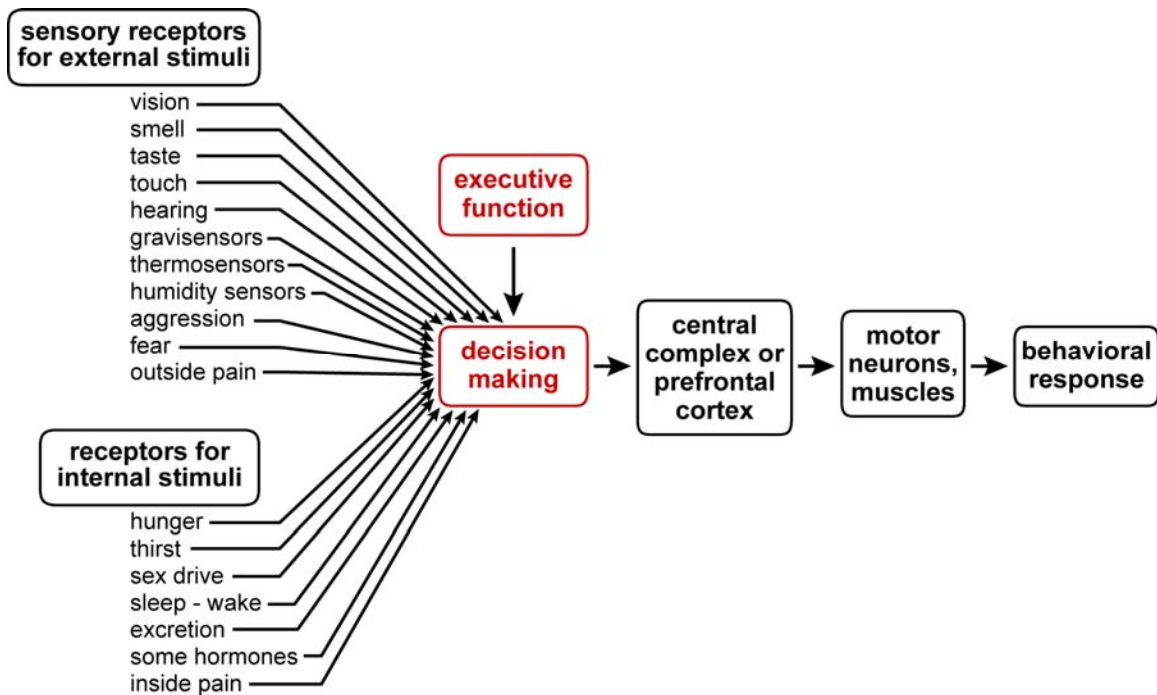 sensory receptors
for external stimuli
vision
smell
taste
touch
hearing
gravisensors
thermosensors
humidity sensors
aggression
fear
outside pain
receptors for
internal stimuli
hunger
thirst
sex drive
sleep - wake
excretion
some hormones
inside pain
executive
function
decision
making
central
complex or
prefrontal
cortex
motor
neurons,
muscles
behavioral
response